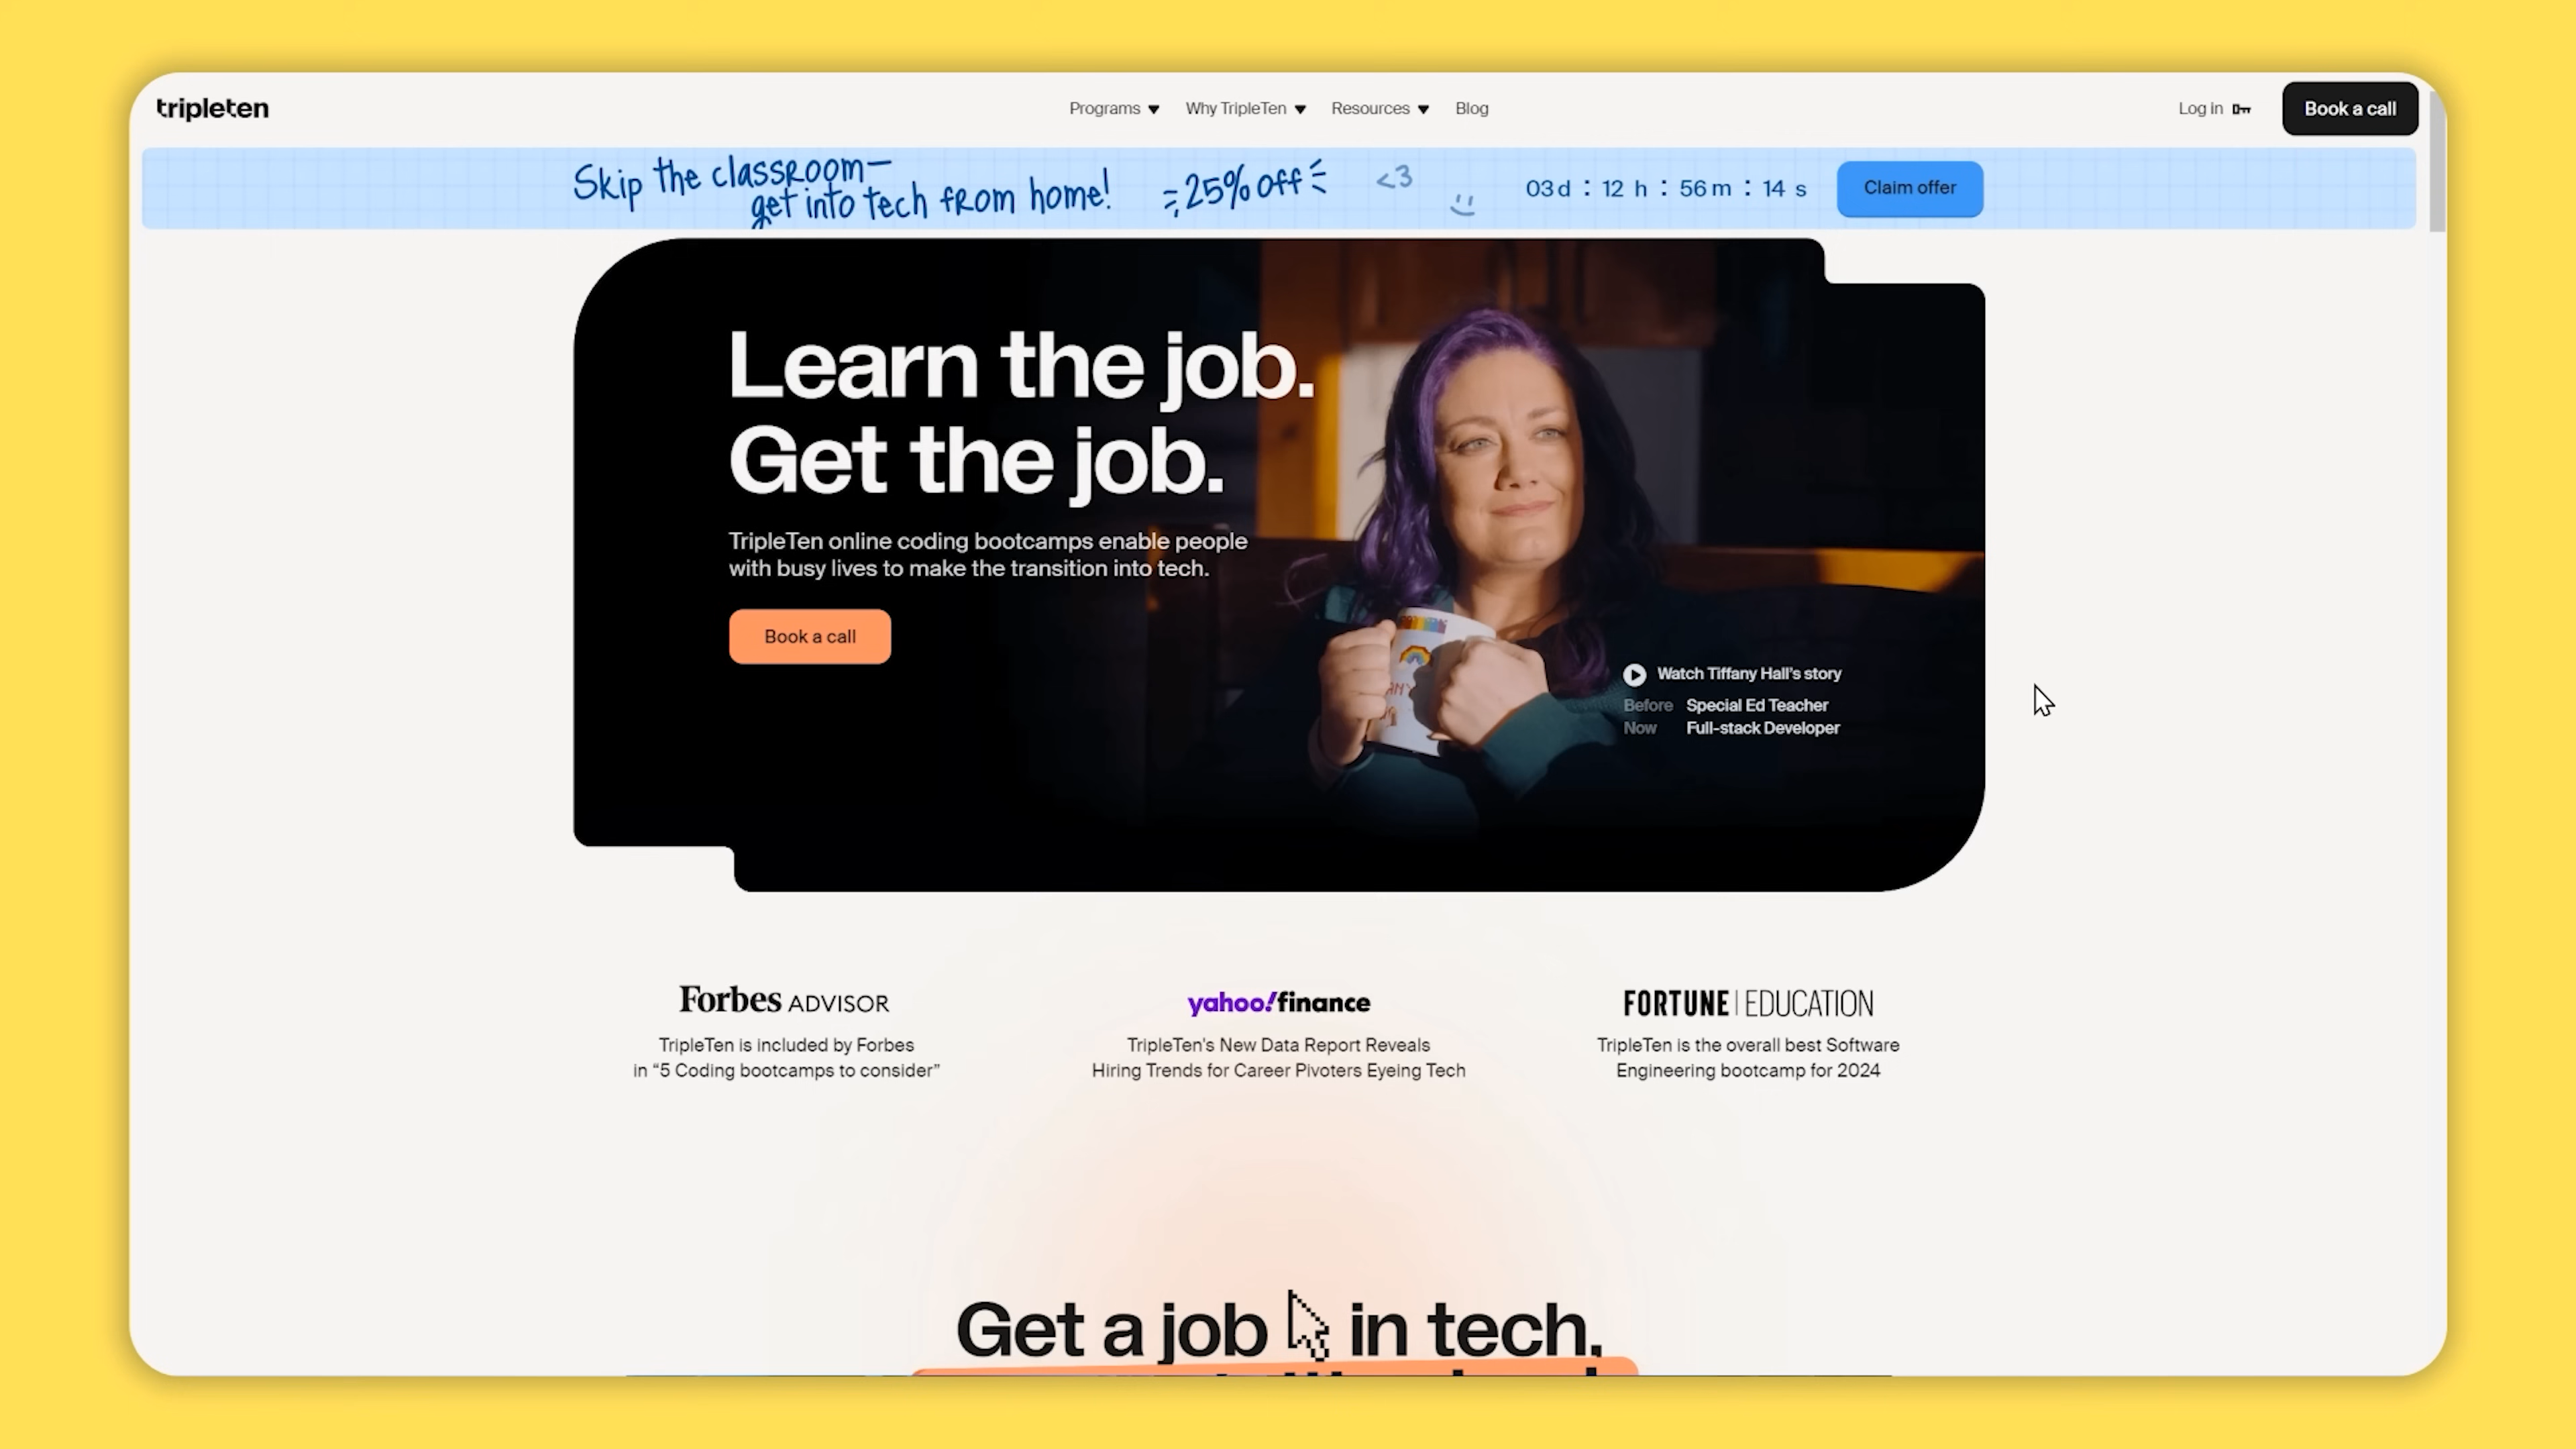 tripleten
Programs
Why TripleTen
Resources
Blog
Log in
Book a call
Skip the classroom—
get into tech from home!
25% off
<3
03 d : 12 h : 56 m : 14 s
Claim offer
Learn the job.
Get the job.
TripleTen online coding bootcamps enable people
with busy lives to make the transition into tech.
Book a call
Watch Tiffany Hall's story
Before Special Ed Teacher
Now Full-stack Developer
Forbes ADVISOR
TripleTen is included by Forbes
in “5 Coding bootcamps to consider”
yahoo!finance
TripleTen's New Data Report Reveals
Hiring Trends for Career Pivoters Eyeing Tech
FORTUNE | EDUCATION
TripleTen is the overall best Software
Engineering bootcamp for 2024
Get a job in tech,